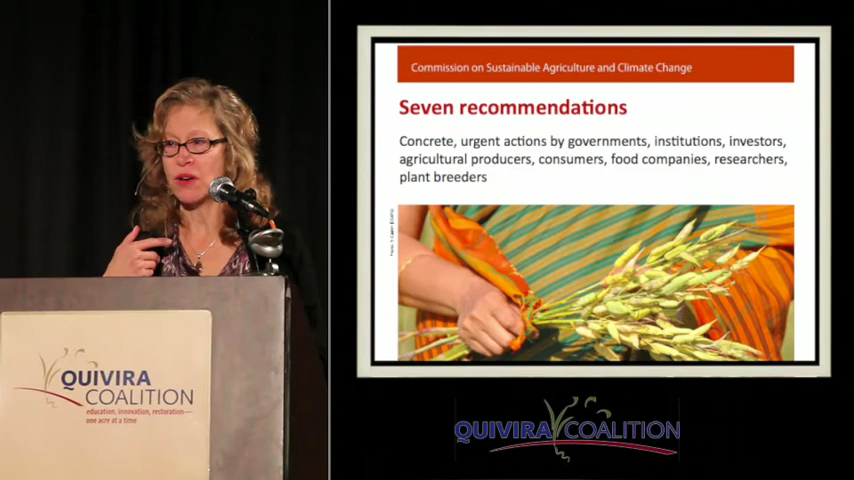 QUIVIRA
COALITION
education, innovation, restoration—
one acre at a time
Commission on Sustainable Agriculture and Climate Change
Seven recommendations
Concrete, urgent actions by governments, institutions, investors,
agricultural producers, consumers, food companies, researchers,
plant breeders
QUIVIRA COALITION